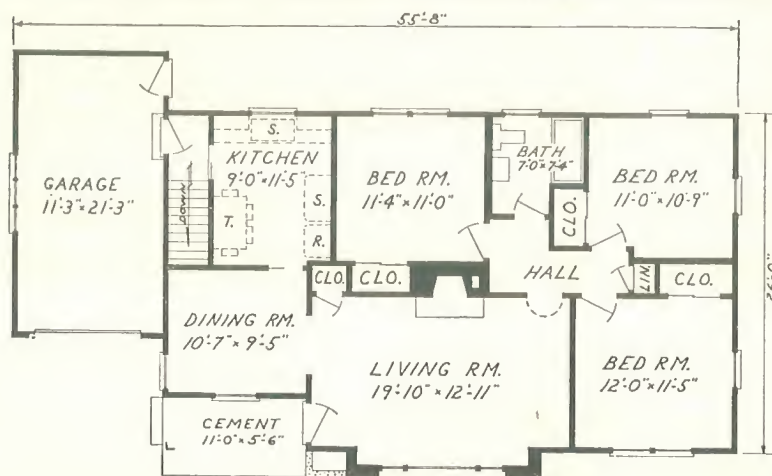 55'-8"
S.
KITCHEN
9'-0" x 11'-5"
BATH
7'-0" x 7'-4"
GARAGE
11'-3" x 21'-3"
DOWN
T.
S.
R.
BED RM.
11'-4" x 11'-0"
CLO.
BED RM.
11'-0" x 10'-9"
HALL
CLO.
CLO.
LIN.
CLO.
26'-0"
DINING RM.
10'-7" x 9'-5"
LIVING RM.
19'-10" x 12'-11"
BED RM.
12'-0" x 11'-5"
CEMENT
11'-0" x 5'-6"